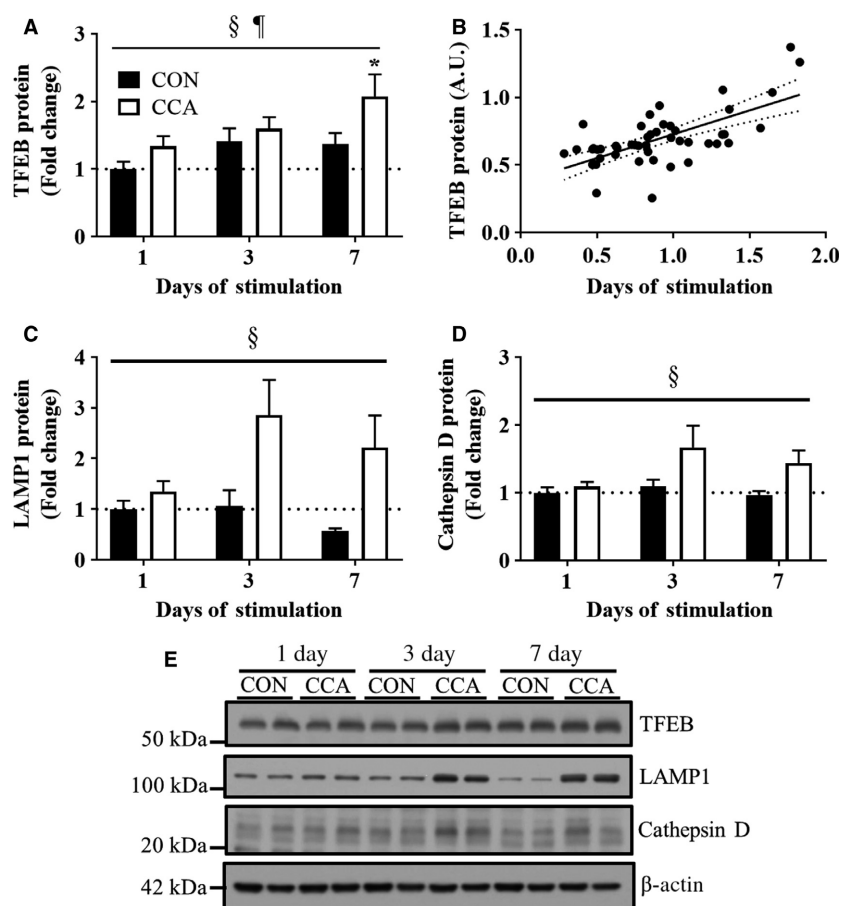 A
TFEB protein
(Fold change)
3
2
1
0
§ ¶
*
CON
CCA
1 3 7
Days of stimulation
B
TFEB protein (A.U.)
1.5
1.0
0.5
0.0
0.0 0.5 1.0 1.5 2.0
Days of stimulation
C
LAMP1 protein
(Fold change)
4
3
2
1
0
§
1 3 7
Days of stimulation
D
Cathepsin D protein
(Fold change)
3
2
1
0
§
1 3 7
Days of stimulation
E
1 day 3 day 7 day
CON CCA CON CCA CON CCA
50 kDa TFEB
100 kDa LAMP1
20 kDa Cathepsin D
42 kDa β-actin